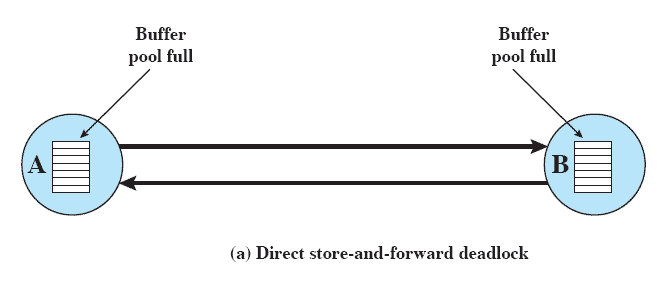 Buffer
pool full
Buffer
pool full
A
B
(a) Direct store-and-forward deadlock